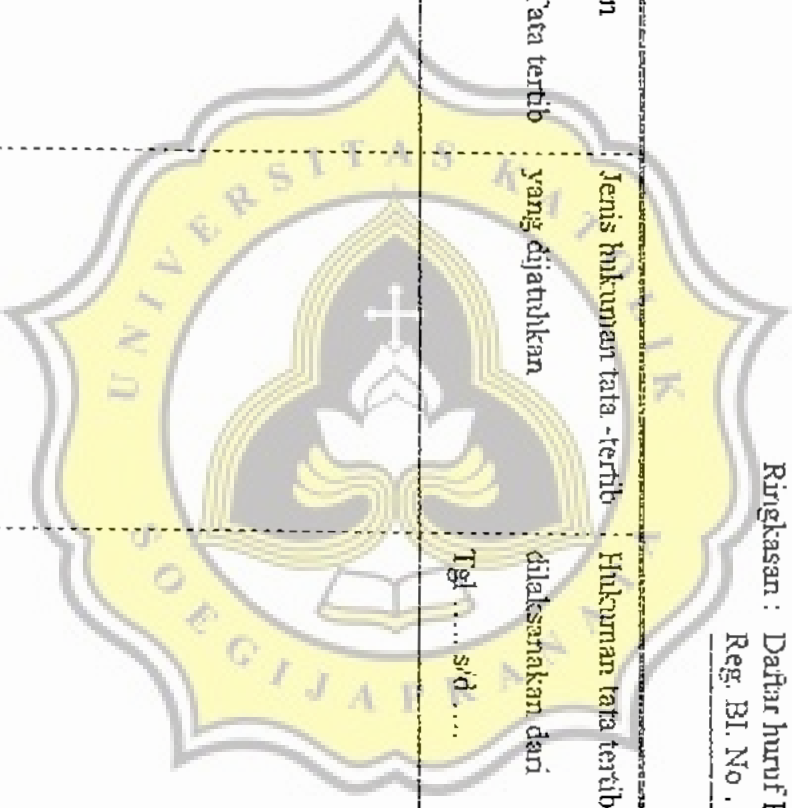 Ringkasan : Daftar huruf
Reg. BI. No .
Jenis hukuman tata -tertib
Hukuman tata tertib
tertib
yang dijatuhkan
dilaksanakan dari
Tgl ..... s/d ....
UNIVERSITAS KATOLIK
SOEGIJAPRANATA